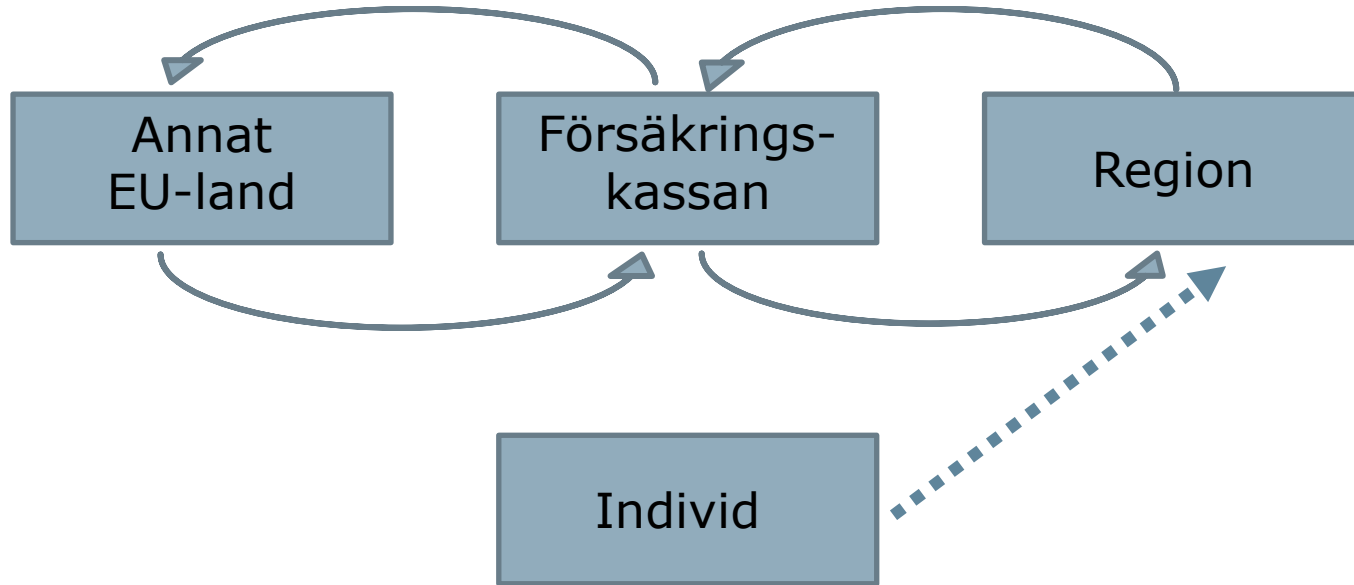 Annat
EU-land
Försäkrings-
kassan
Region
Individ